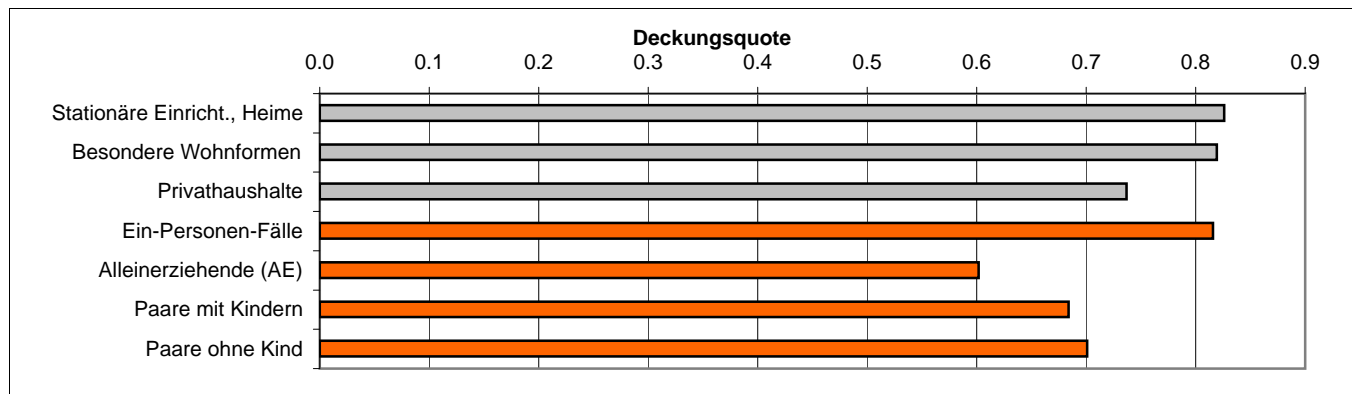 Deckungsquote
0.0 0.1 0.2 0.3 0.4 0.5 0.6 0.7 0.8 0.9
Stationäre Einricht., Heime
Besondere Wohnformen
Privathaushalte
Ein-Personen-Fälle
Alleinerziehende (AE)
Paare mit Kindern
Paare ohne Kind